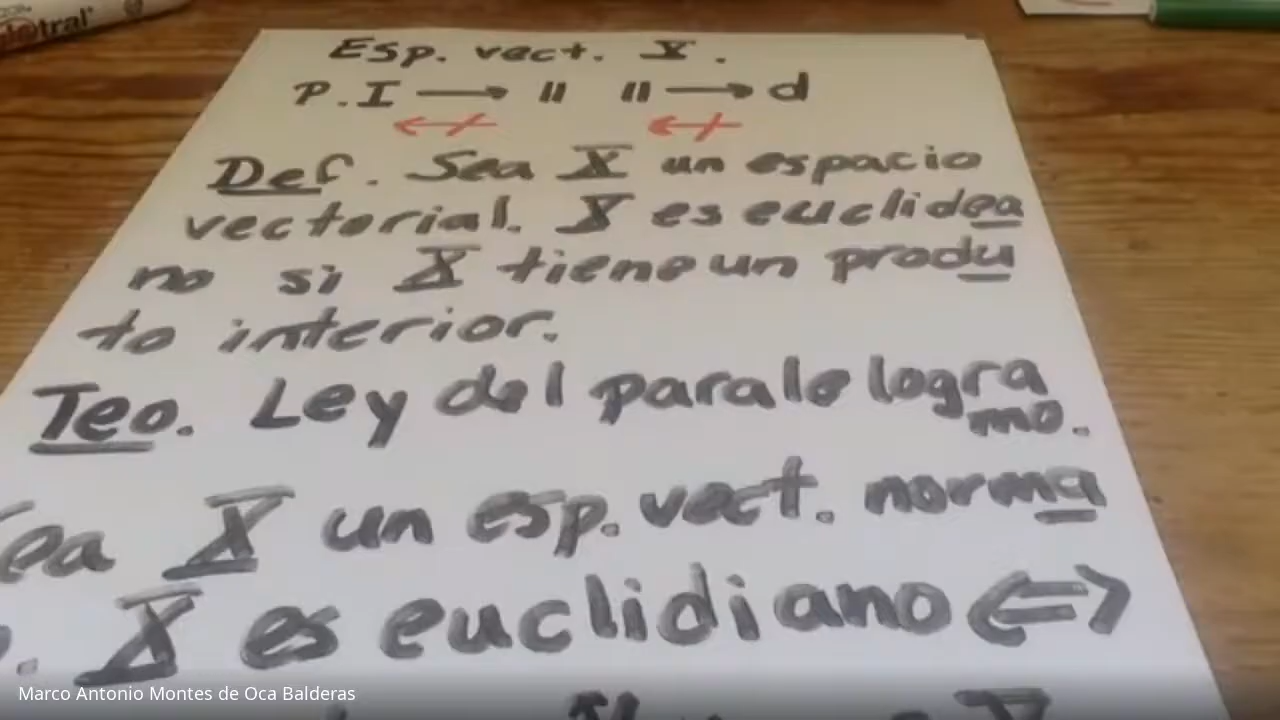 Esp. vect. X.
P.I → || || → d
Def. Sea X un espacio
vectorial. X es euclidea
no si X tiene un produ
to interior.
Teo. Ley del paralelogra
mo.
Sea X un esp. vect. norma
o. X es euclidiano <=>
Marco Antonio Montes de Oca Balderas